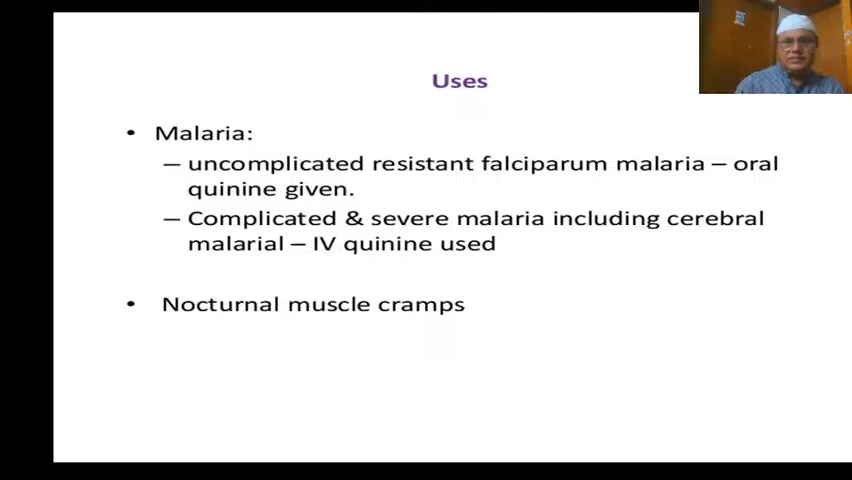 Uses
• Malaria:
– uncomplicated resistant falciparum malaria – oral
quinine given.
– Complicated & severe malaria including cerebral
malarial – IV quinine used
• Nocturnal muscle cramps